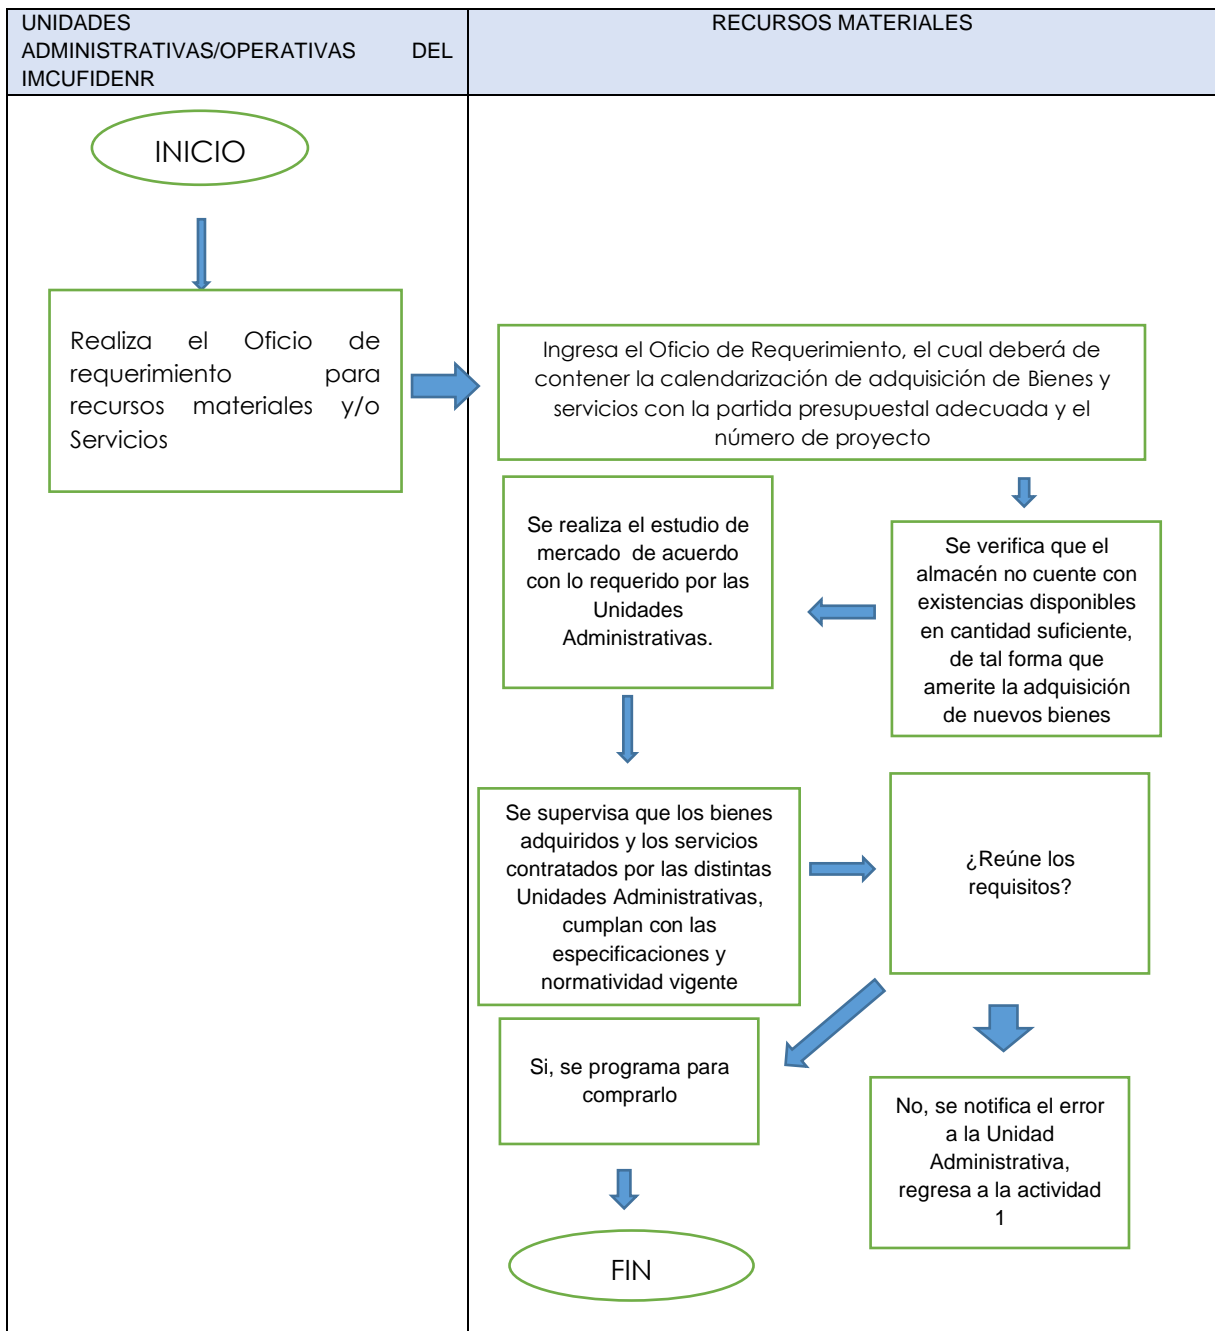 UNIDADES
ADMINISTRATIVAS/OPERATIVAS DEL
IMCUFIDENR
RECURSOS MATERIALES
INICIO
Realiza el Oficio de
requerimiento para
recursos materiales y/o
Servicios
Ingresa el Oficio de Requerimiento, el cual deberá de
contener la calendarización de adquisición de Bienes y
servicios con la partida presupuestal adecuada y el
número de proyecto
Se verifica que el
almacén no cuente con
existencias disponibles
en cantidad suficiente,
de tal forma que
amerite la adquisición
de nuevos bienes
Se realiza el estudio de
mercado de acuerdo
con lo requerido por las
Unidades
Administrativas.
Se supervisa que los bienes
adquiridos y los servicios
contratados por las distintas
Unidades Administrativas,
cumplan con las
especificaciones y
normatividad vigente
¿Reúne los
requisitos?
Si, se programa para
comprarlo
No, se notifica el error
a la Unidad
Administrativa,
regresa a la actividad
1
FIN